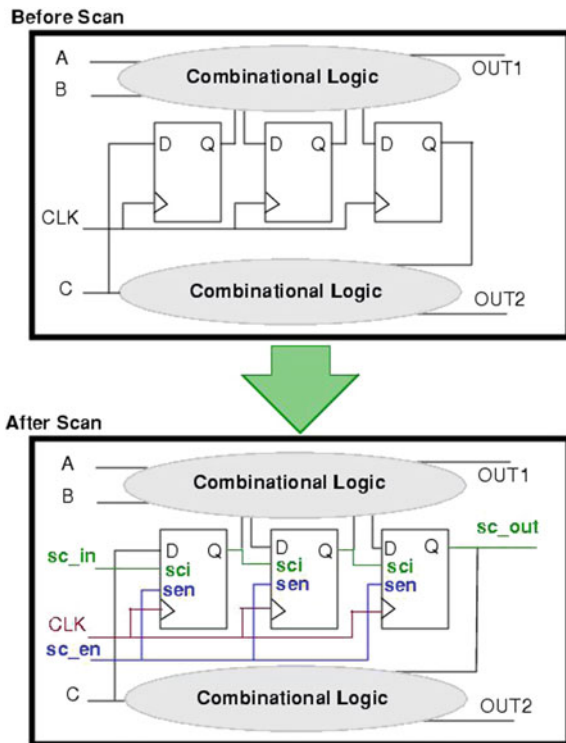 Before Scan
A
B
Combinational Logic
OUT1
D Q D Q D Q
CLK
C
Combinational Logic
OUT2
After Scan
A
B
Combinational Logic
OUT1
sc_in
D Q D Q D Q
sc_out
sci sci sci
sen sen sen
CLK
sc_en
C
Combinational Logic
OUT2